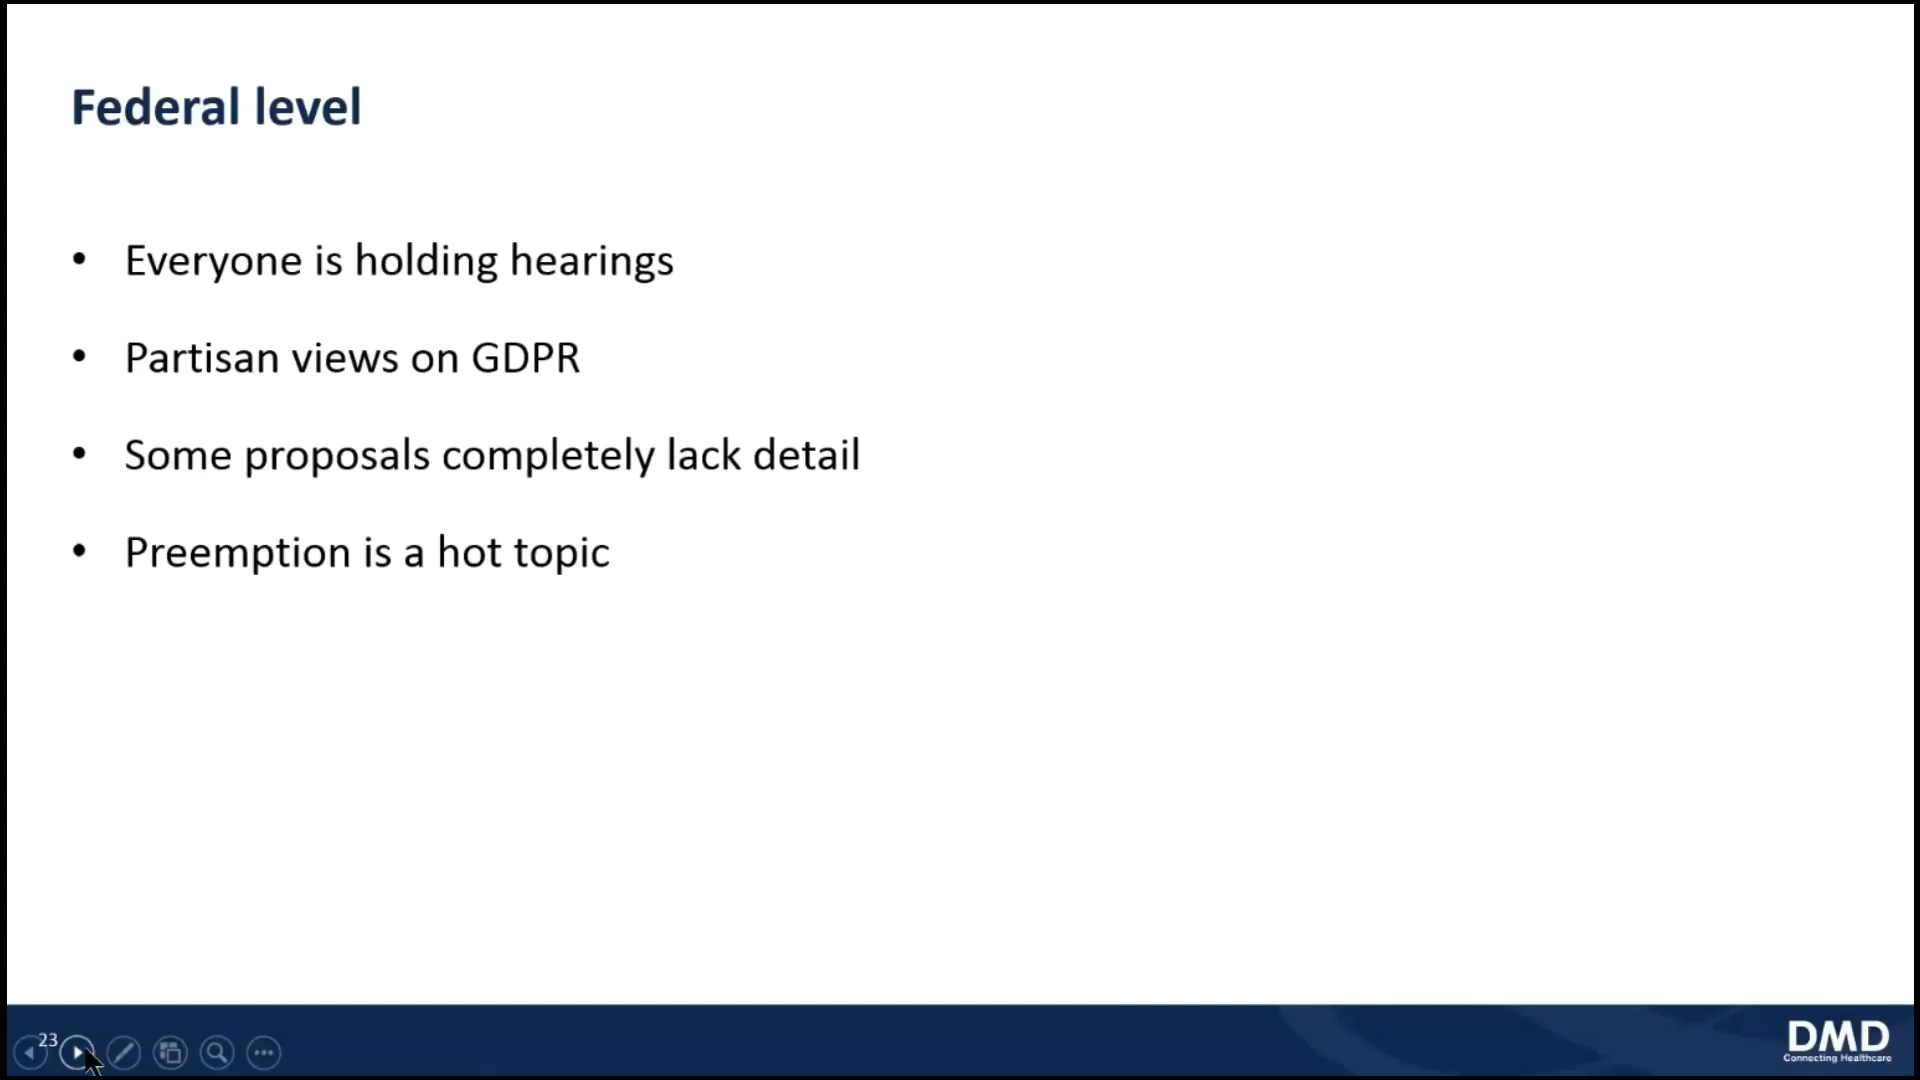 Federal level
• Everyone is holding hearings
• Partisan views on GDPR
• Some proposals completely lack detail
• Preemption is a hot topic
23
DMD
Connecting Healthcare